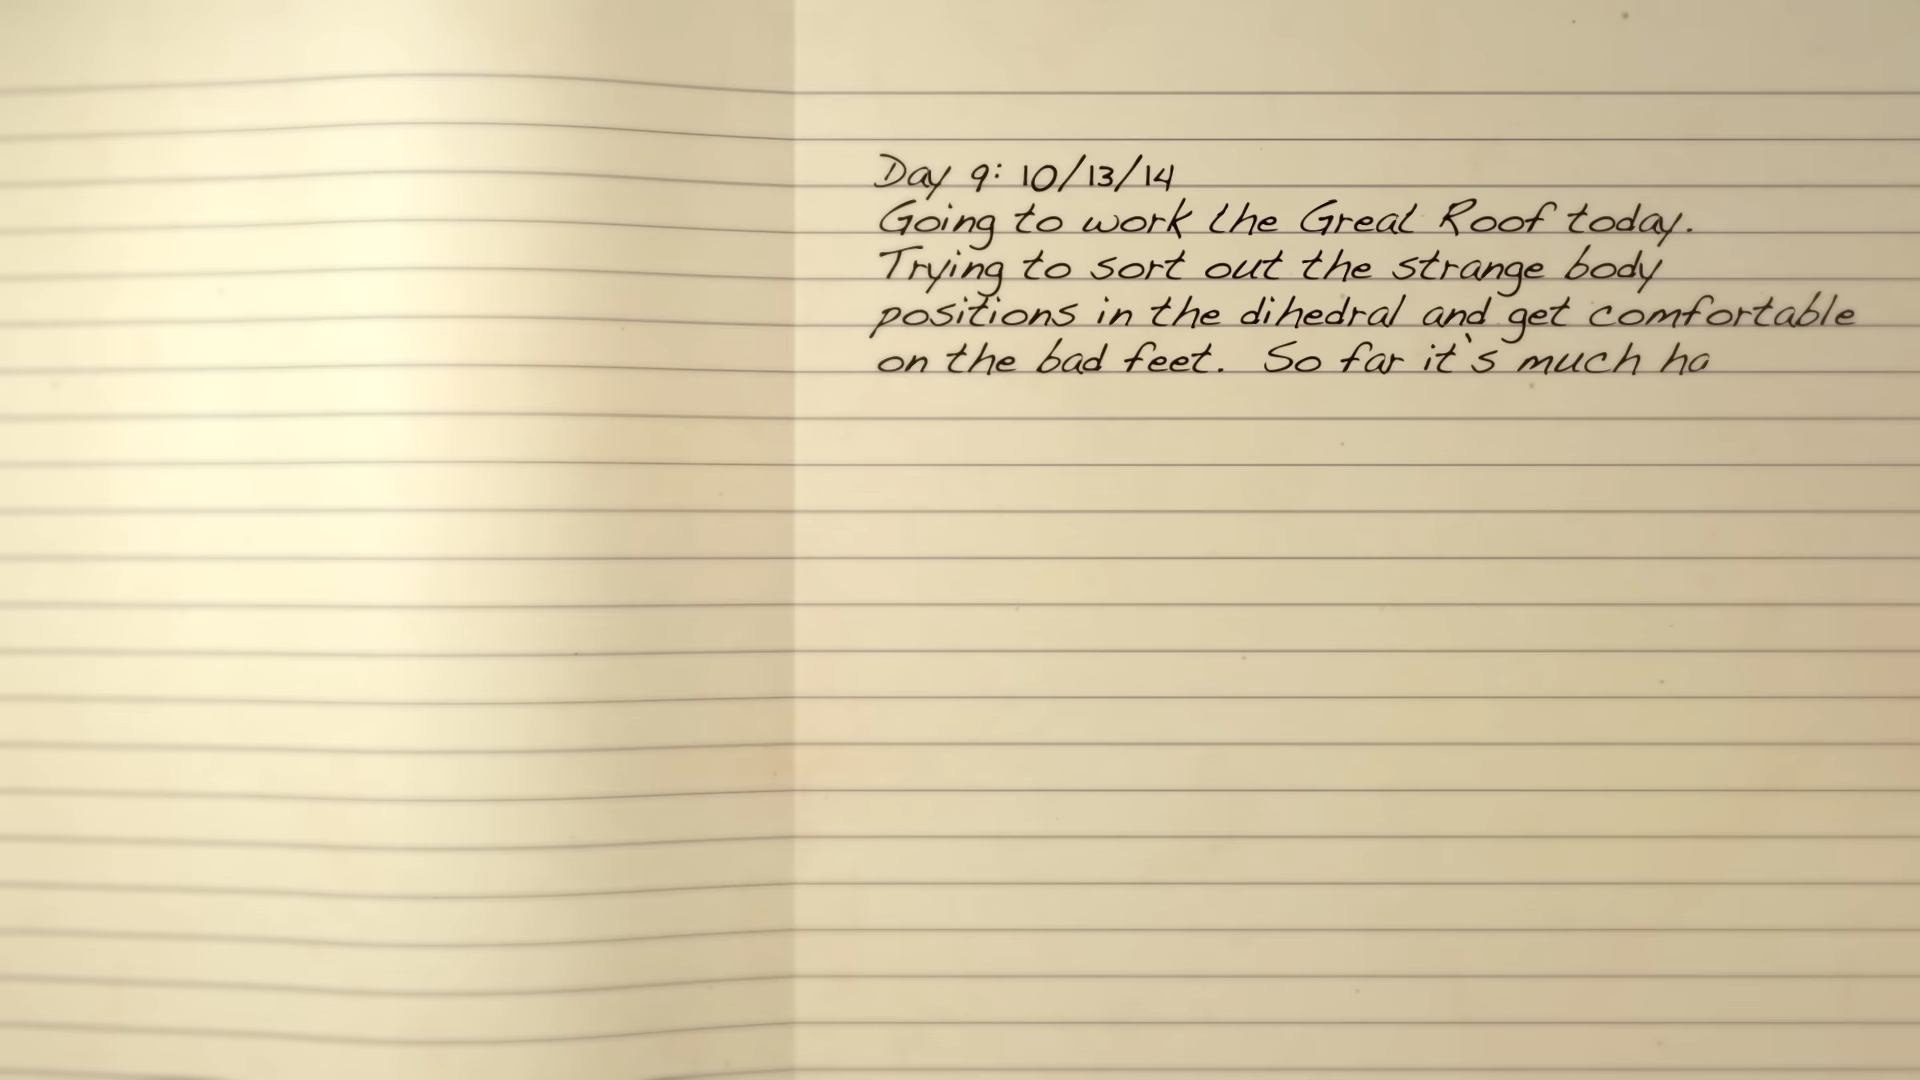 Day 9: 10/13/14
Going to work the Great Roof today.
Trying to sort out the strange body
positions in the dihedral and get comfortable
on the bad feet. So far it's much ha